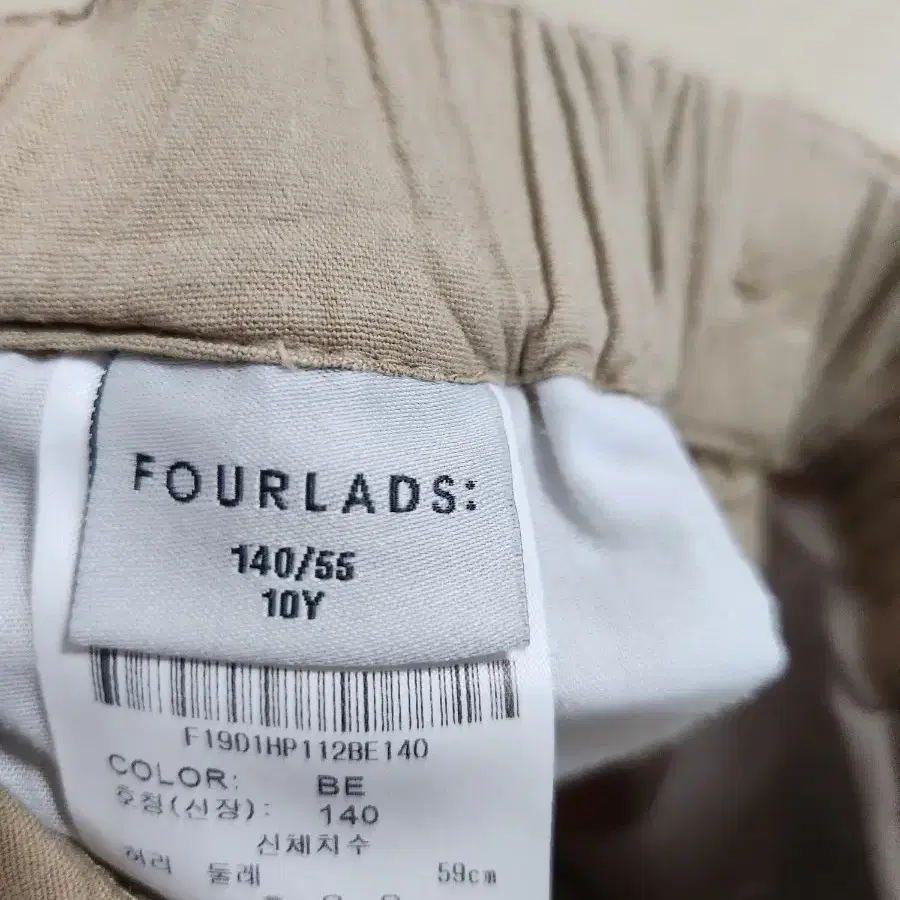 FOURLADS:
140/55
10Y
F19D1HP112BE140
COLOR: BE
호칭(신장): 140
신체치수
허리 둘레 59cm